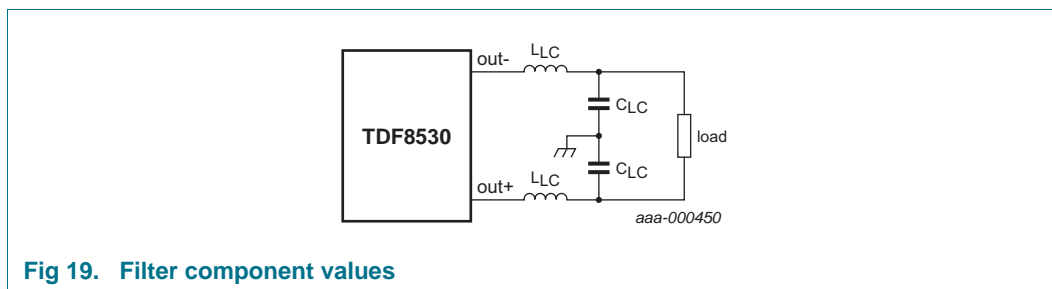 out-
LLC
CLC
TDF8530
load
CLC
out+
LLC
aaa-000450
Fig 19. Filter component values